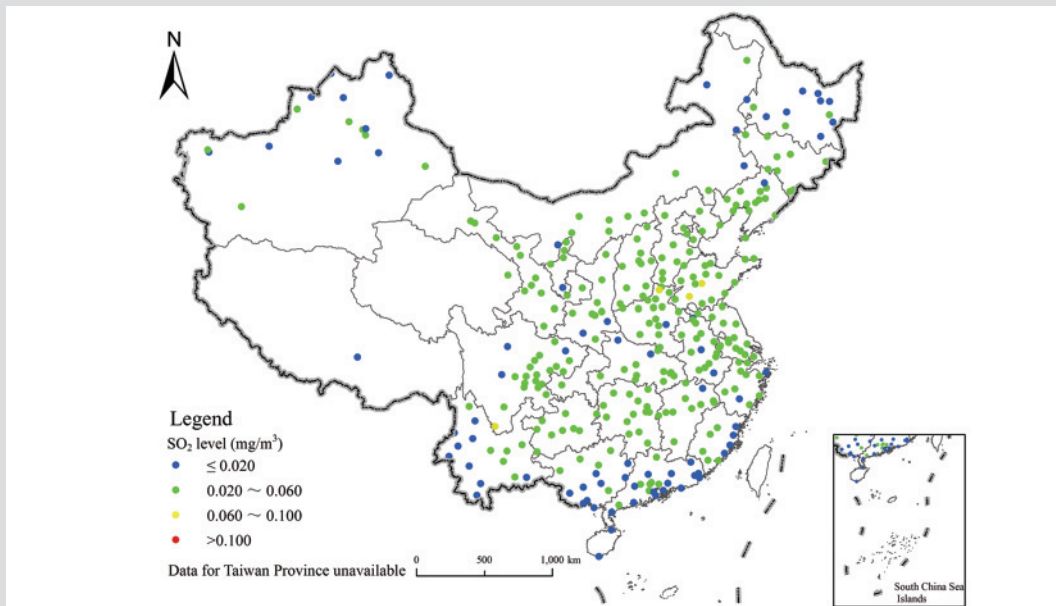 N
Legend
SO₂ level (mg/m³)
≤0.020
0.020 ～ 0.060
0.060 ～ 0.100
>0.100
Data for Taiwan Province unavailable
0 500 1,000 km
South China Sea
Islands